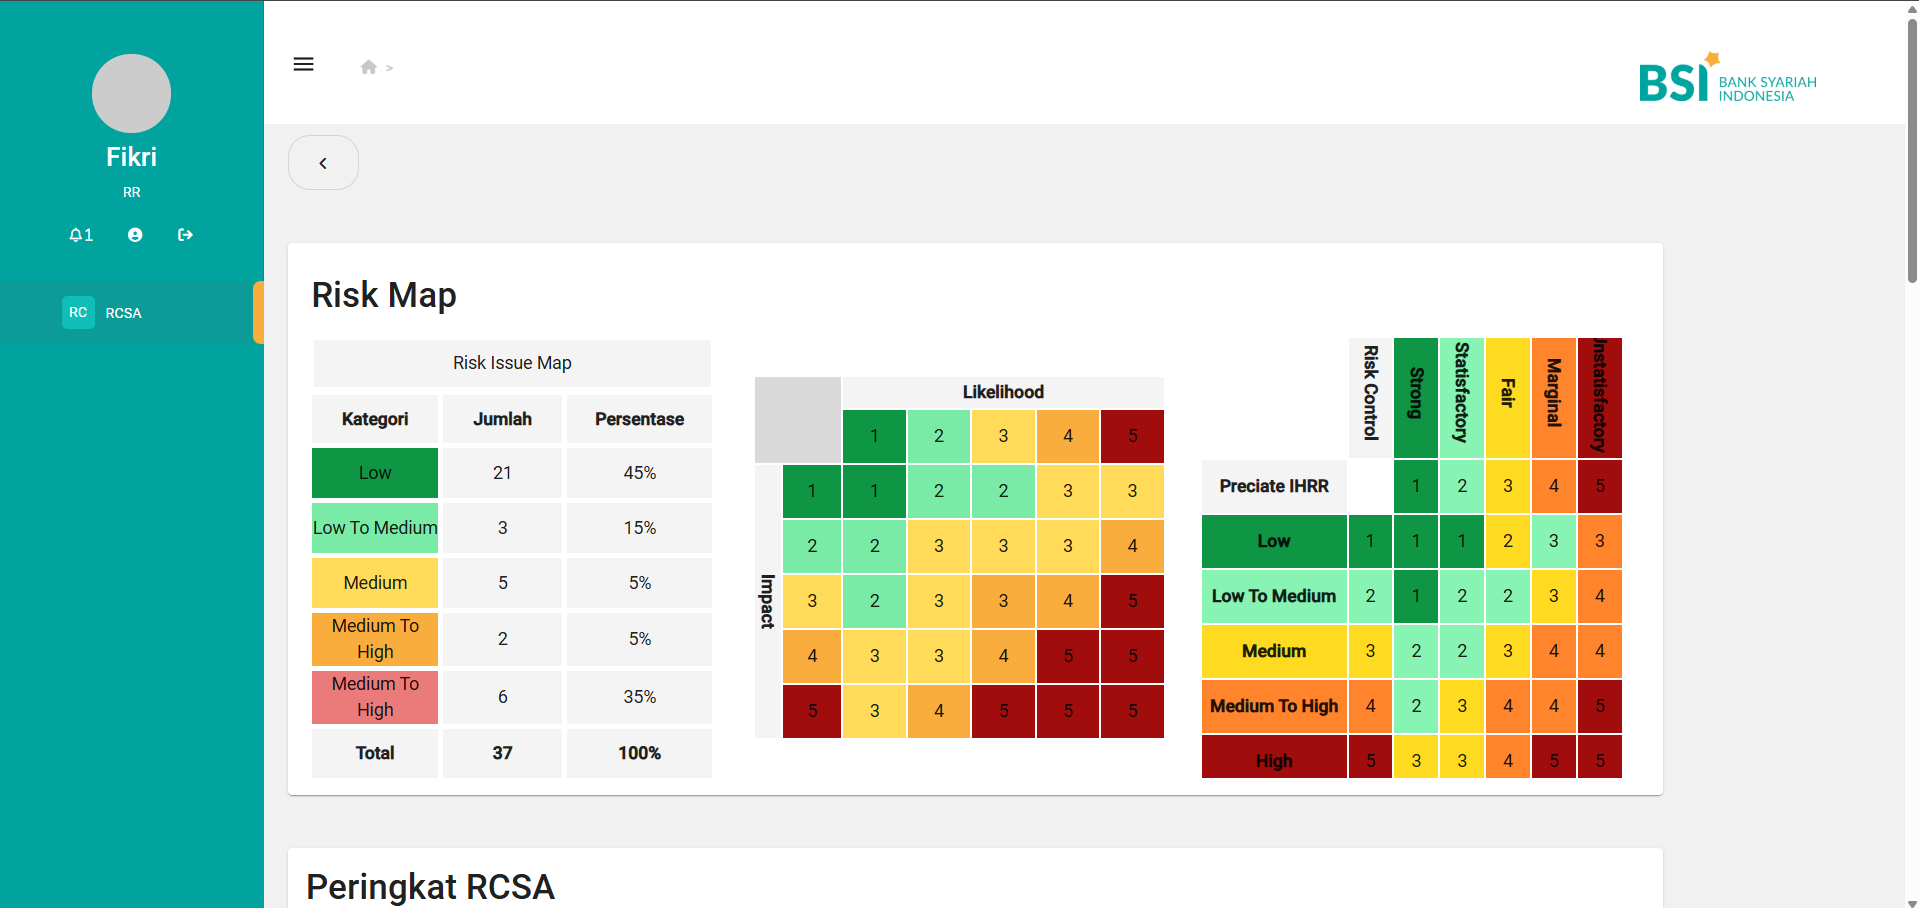 Fikri
RR
1
RC RCSA
>
BSI BANK SYARIAH
INDONESIA
Risk Map
Risk Issue Map
Kategori Jumlah Persentase
Low 21 45%
Low To Medium 3 15%
Medium 5 5%
Medium To
High 2 5%
Medium To
High 6 35%
Total 37 100%
Likelihood
1 2 3 4 5
Impact
1 1 2 2 3 3
2 2 3 3 3 4
3 2 3 3 4 5
4 3 3 4 5 5
5 3 4 5 5 5
Risk Control Strong Statisfactory Fair Marginal Unstatisfactory
Preciate IHRR 1 2 3 4 5
Low 1 1 1 2 3 3
Low To Medium 2 1 2 2 3 4
Medium 3 2 2 3 4 4
Medium To High 4 2 3 4 4 5
High 5 3 3 4 5 5
Peringkat RCSA